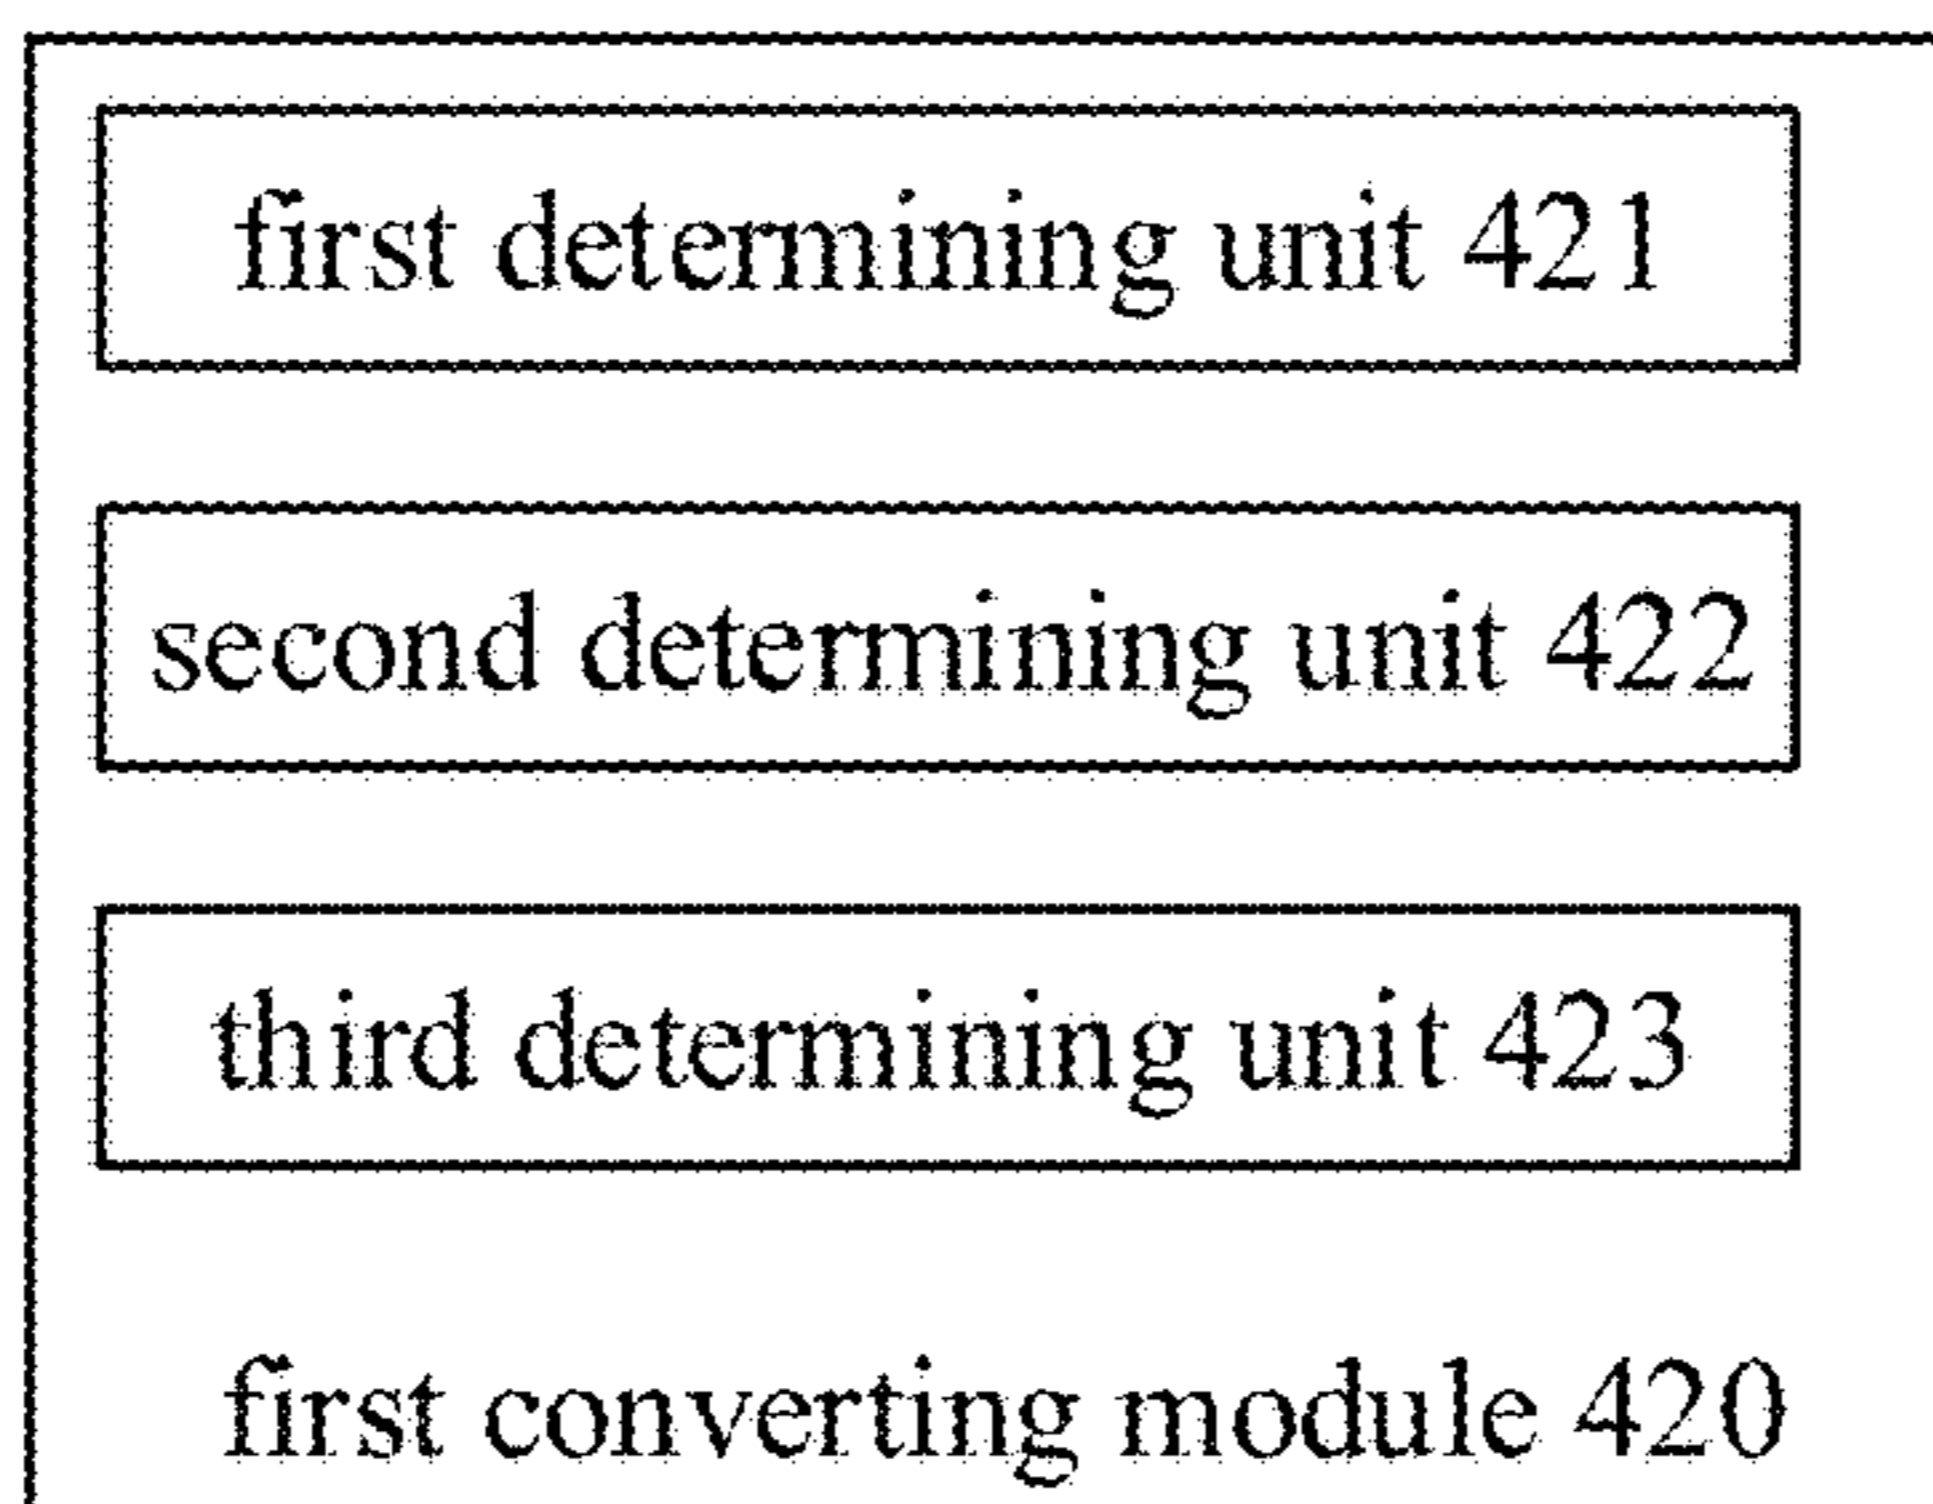 first determining unit 421
second determining unit 422
third determining unit 423
first converting module 420